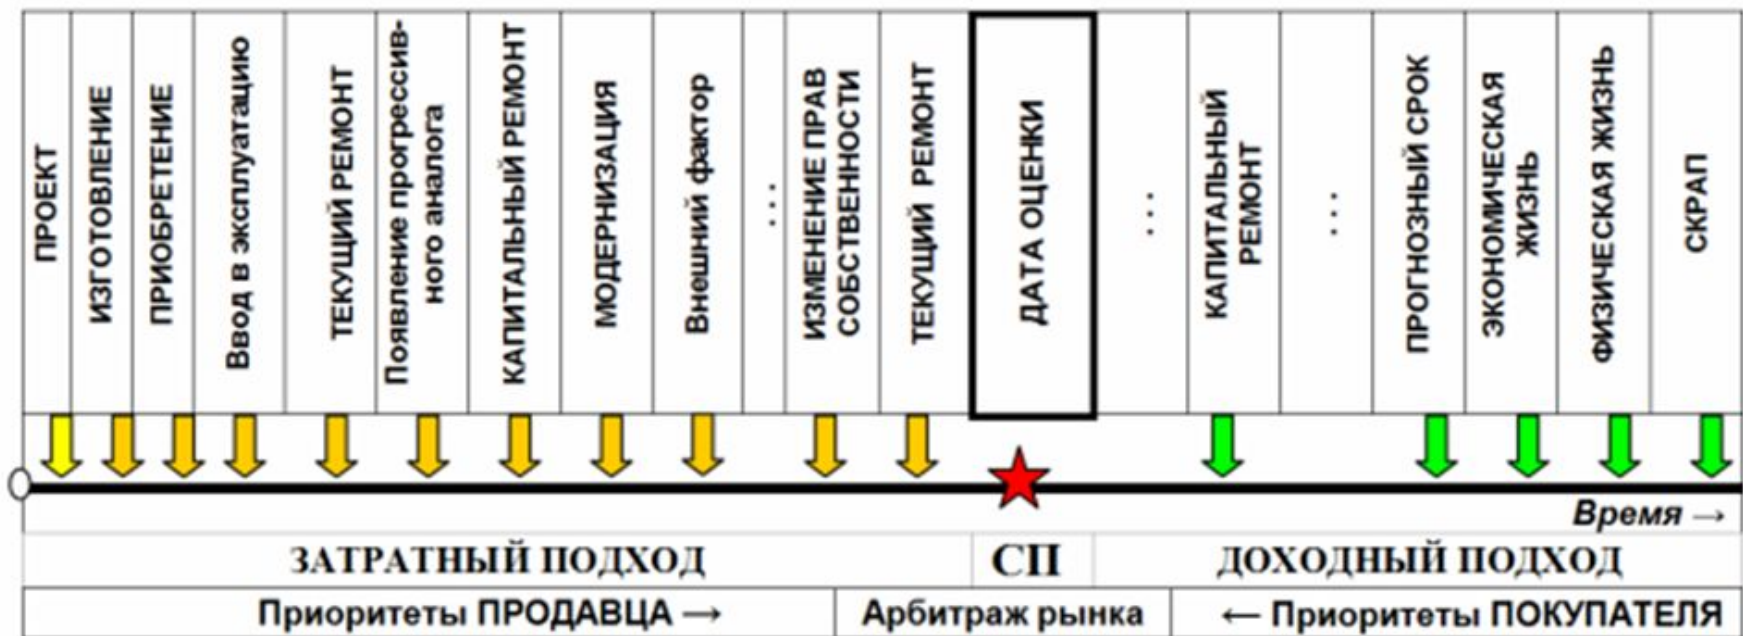 ПРОЕКТ
ИЗГОТОВЛЕНИЕ
ПРИОБРЕТЕНИЕ
Ввод в эксплуатацию
ТЕКУЩИЙ РЕМОНТ
Появление прогрессив-
ного аналога
КАПИТАЛЬНЫЙ РЕМОНТ
МОДЕРНИЗАЦИЯ
Внешний фактор
...
ИЗМЕНЕНИЕ ПРАВ
СОБСТВЕННОСТИ
ТЕКУЩИЙ РЕМОНТ
ДАТА ОЦЕНКИ
...
КАПИТАЛЬНЫЙ
РЕМОНТ
...
ПРОГНОЗНЫЙ СРОК
ЭКОНОМИЧЕСКАЯ
ЖИЗНЬ
ФИЗИЧЕСКАЯ ЖИЗНЬ
СКРАП
Время →
ЗАТРАТНЫЙ ПОДХОД
СП
ДОХОДНЫЙ ПОДХОД
Приоритеты ПРОДАВЦА →
Арбитраж рынка
← Приоритеты ПОКУПАТЕЛЯ